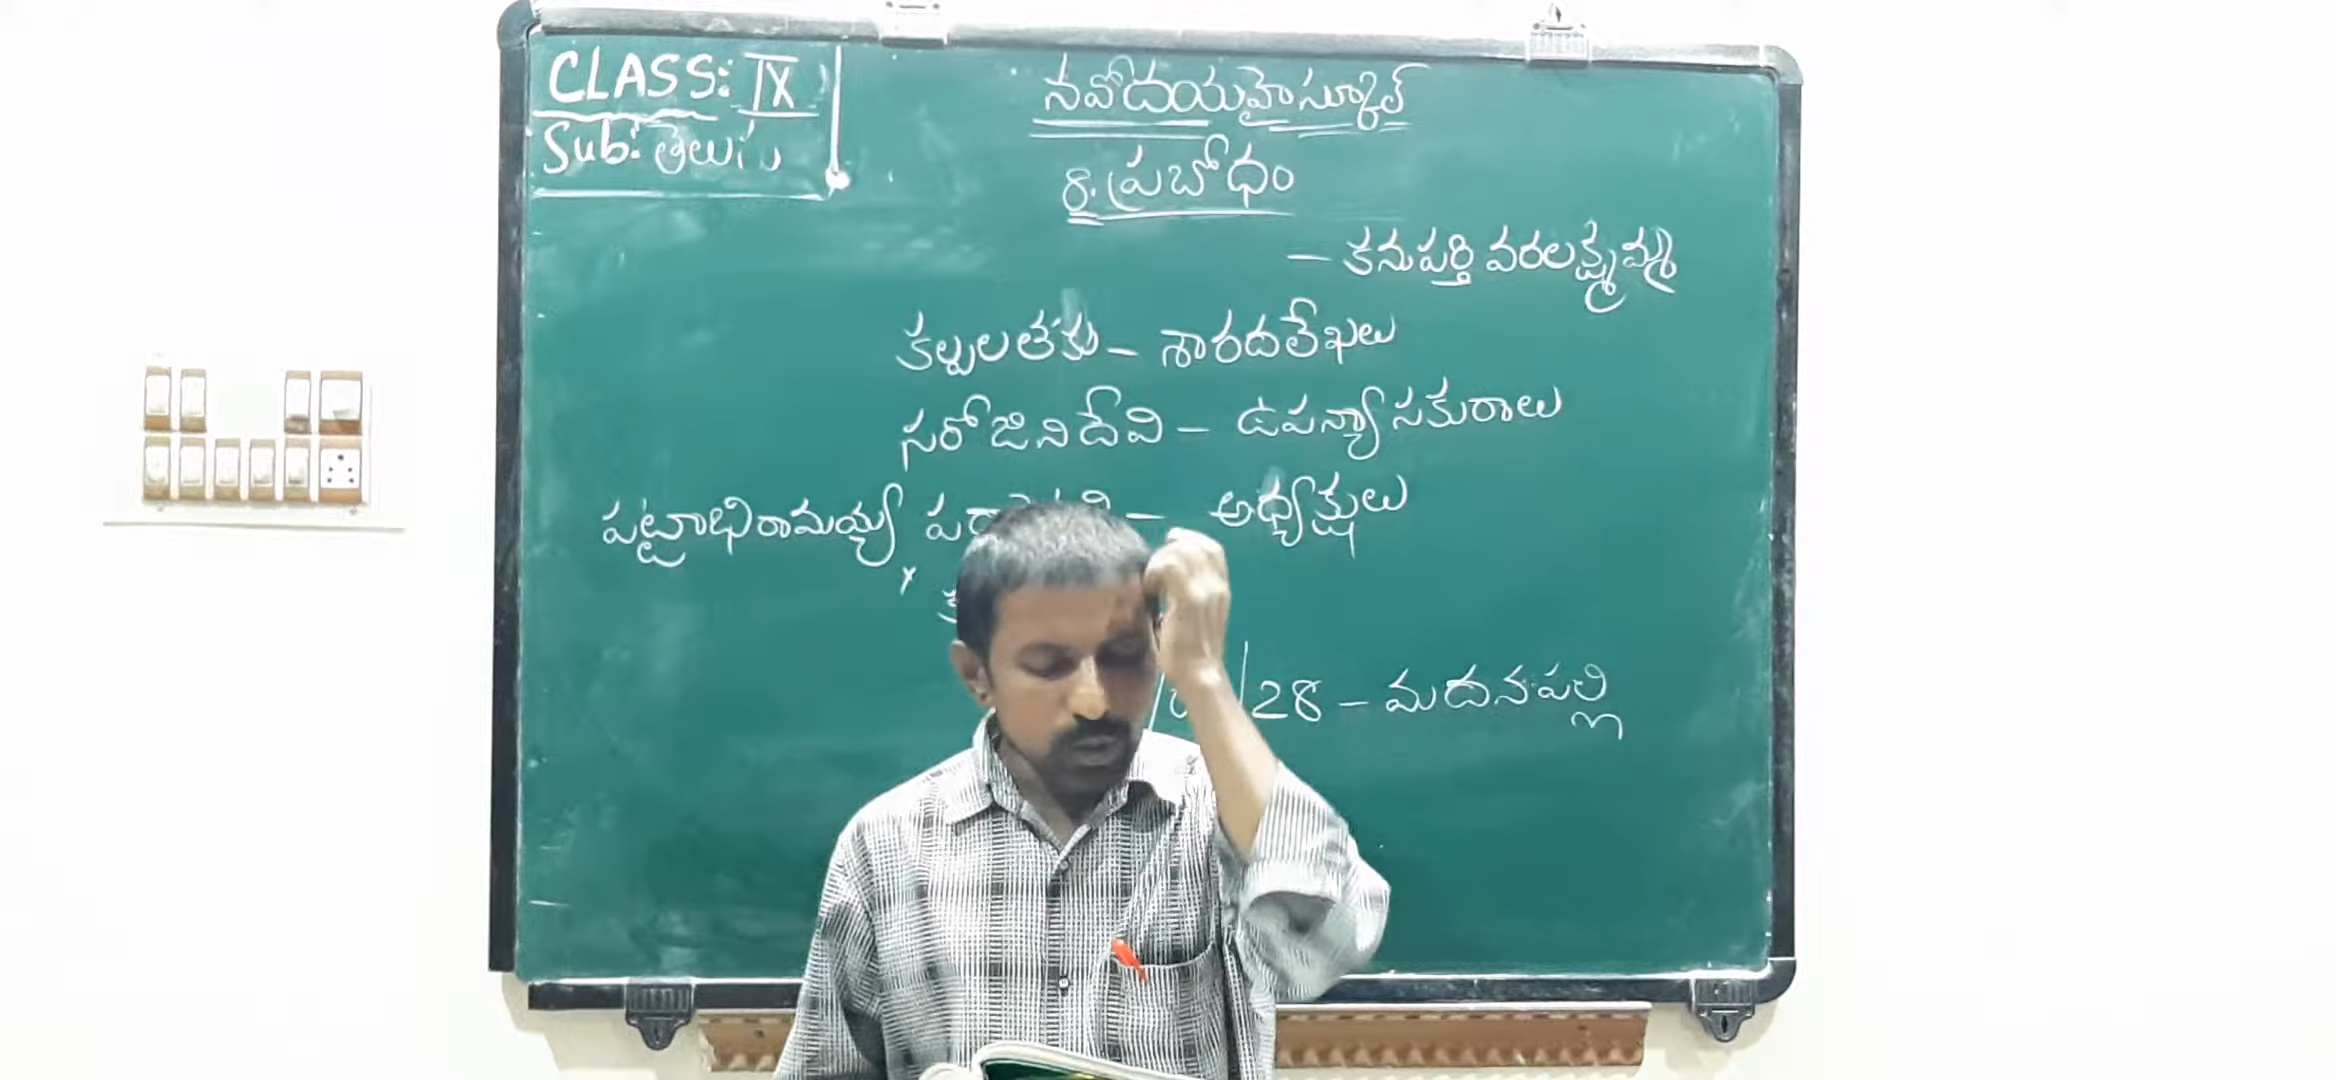 CLASS: IX
Sub: తెలుగు
నవోదయహైస్కూల్
8. ప్రబోధం
– కనుపర్తి వరలక్ష్మమ్మ
కల్పలతకు – శారదలేఖలు
సరోజినిదేవి – ఉపన్యాసకురాలు
పట్టాభిరామయ్య – అధ్యక్షులు
28 – మదనపల్లి